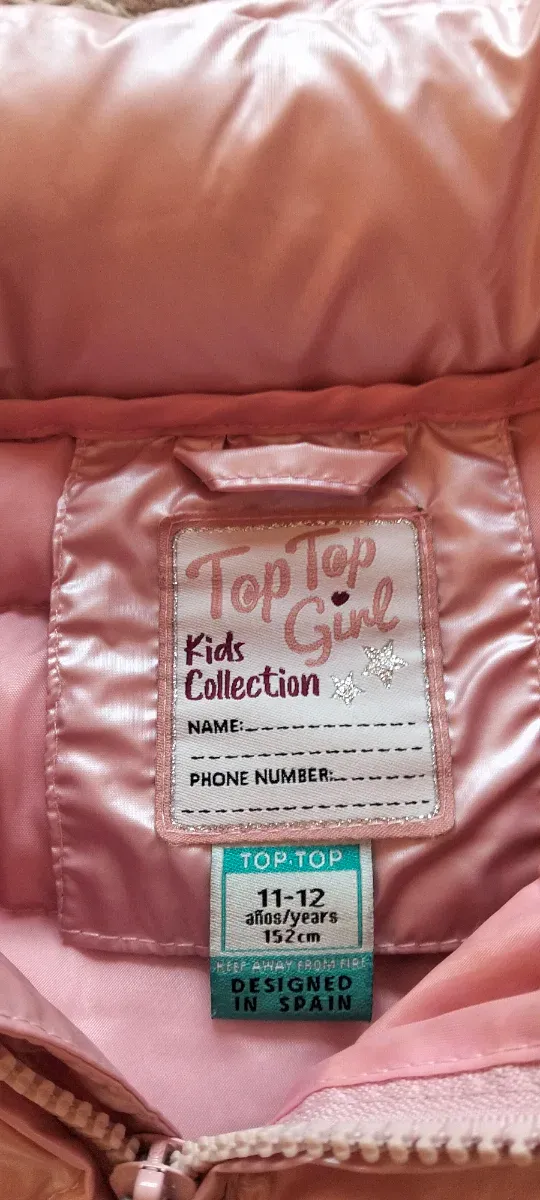 Top Top
Girl
Kids
Collection
NAME:
PHONE NUMBER:
TOP·TOP
11-12
años/years
152cm
KEEP AWAY FROM FIRE
DESIGNED
IN SPAIN